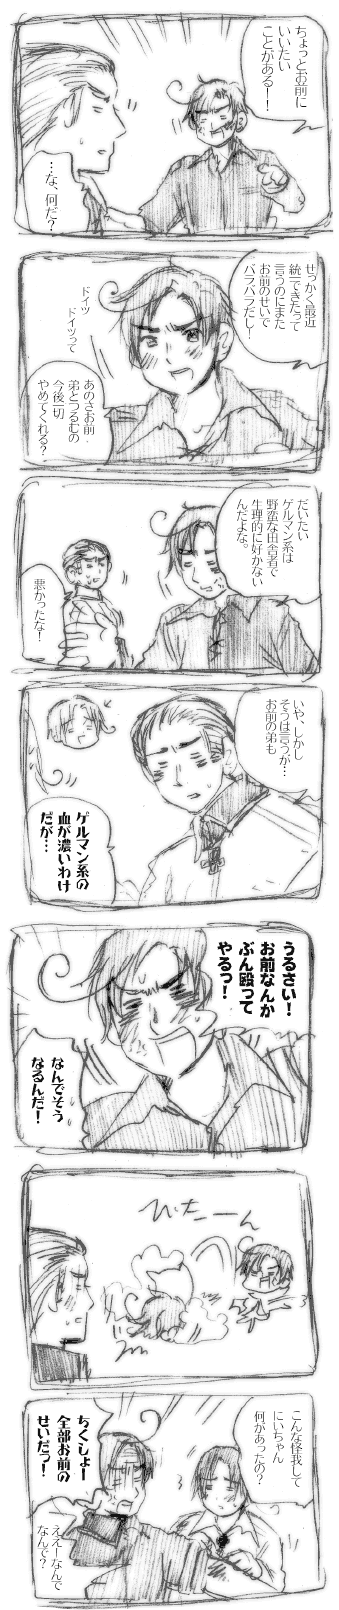 ちょっとお前に
いいたい
ことがある！！
…な、何だ？
せっかく最近
統一できたって
言うのにまた
お前のせいで
バラバラだし！
ドイツ
ドイツって
あのさお前…
弟とつるむの
今後一切
やめてくれる？
だいたい
ゲルマン系は
野蛮な田舎者で
生理的に好かない
んだよな。
悪かったな！
いや、しかし
そうは言うが…
お前の弟も
ゲルマン系の
血が濃いわけ
だが…
うるさい！
お前なんか
ぶん殴って
やるっ！
なんでそう
なるんだ！
びたーん
こんな怪我して
にいちゃん
何があったの？
ちくしょー
全部お前の
せいだっ！
ええーなんで
なんで？